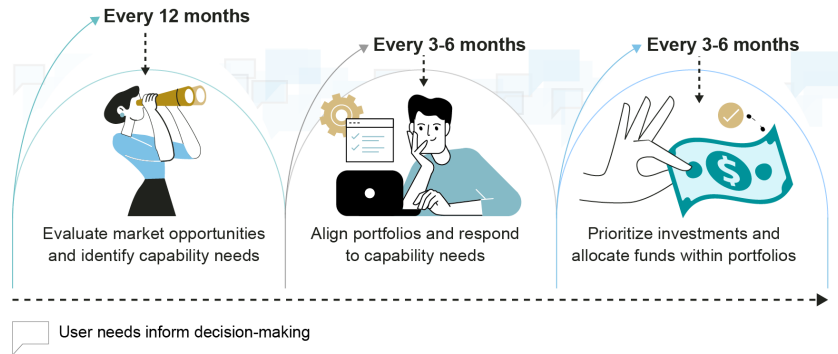 Every 12 months
Every 3-6 months
Every 3-6 months
$
Evaluate market opportunities
and identify capability needs
Align portfolios and respond
to capability needs
Prioritize investments and
allocate funds within portfolios
User needs inform decision-making